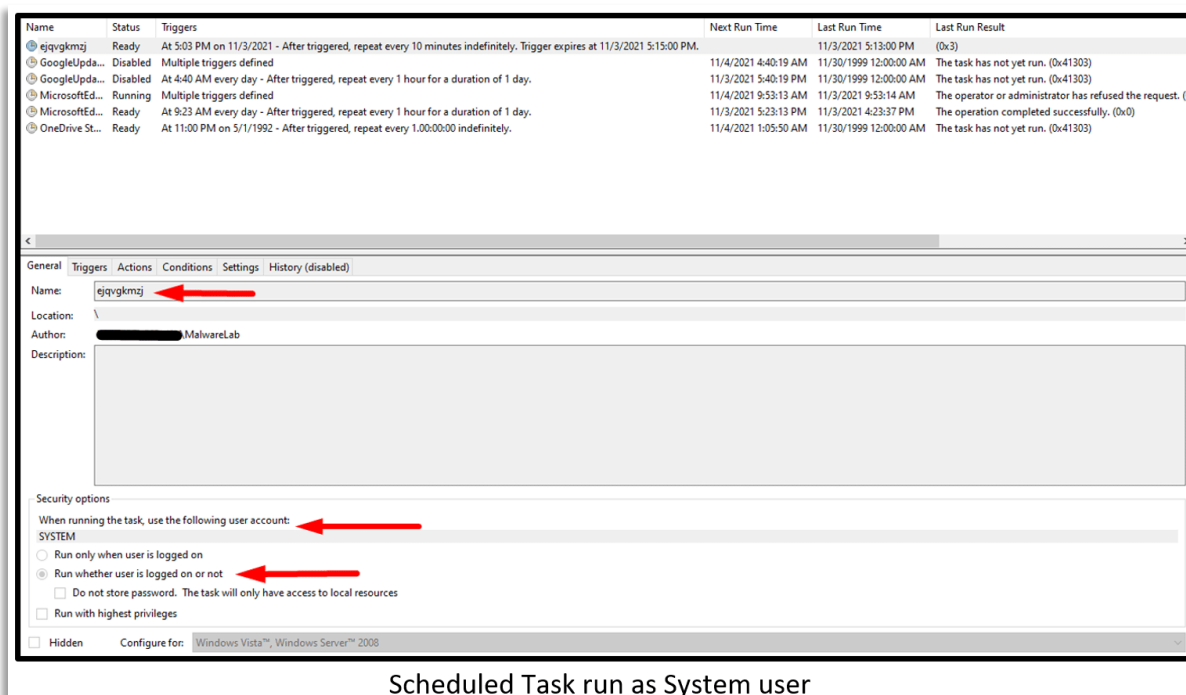 Name Status Triggers Next Run Time Last Run Time Last Run Result
ejqvgkmzj Ready At 5:03 PM on 11/3/2021 - After triggered, repeat every 10 minutes indefinitely. Trigger expires at 11/3/2021 5:15:00 PM. 11/3/2021 5:13:00 PM (0x3)
GoogleUpda... Disabled Multiple triggers defined 11/4/2021 4:40:19 AM 11/30/1999 12:00:00 AM The task has not yet run. (0x41303)
GoogleUpda... Disabled At 4:40 AM every day - After triggered, repeat every 1 hour for a duration of 1 day. 11/3/2021 5:40:19 PM 11/30/1999 12:00:00 AM The task has not yet run. (0x41303)
MicrosoftEd... Running Multiple triggers defined 11/4/2021 9:53:13 AM 11/3/2021 9:53:14 AM The operator or administrator has refused the request. (
MicrosoftEd... Ready At 9:23 AM every day - After triggered, repeat every 1 hour for a duration of 1 day. 11/3/2021 5:23:13 PM 11/3/2021 4:23:37 PM The operation completed successfully. (0x0)
OneDrive St... Ready At 11:00 PM on 5/1/1992 - After triggered, repeat every 1.00:00:00 indefinitely. 11/4/2021 1:05:50 AM 11/30/1999 12:00:00 AM The task has not yet run. (0x41303)
General Triggers Actions Conditions Settings History (disabled)
Name: ejqvgkmzj
Location: \
Author: \MalwareLab
Description:
Security options
When running the task, use the following user account:
SYSTEM
Run only when user is logged on
Run whether user is logged on or not
Do not store password. The task will only have access to local resources
Run with highest privileges
Hidden Configure for: Windows Vista™, Windows Server™ 2008
Scheduled Task run as System user